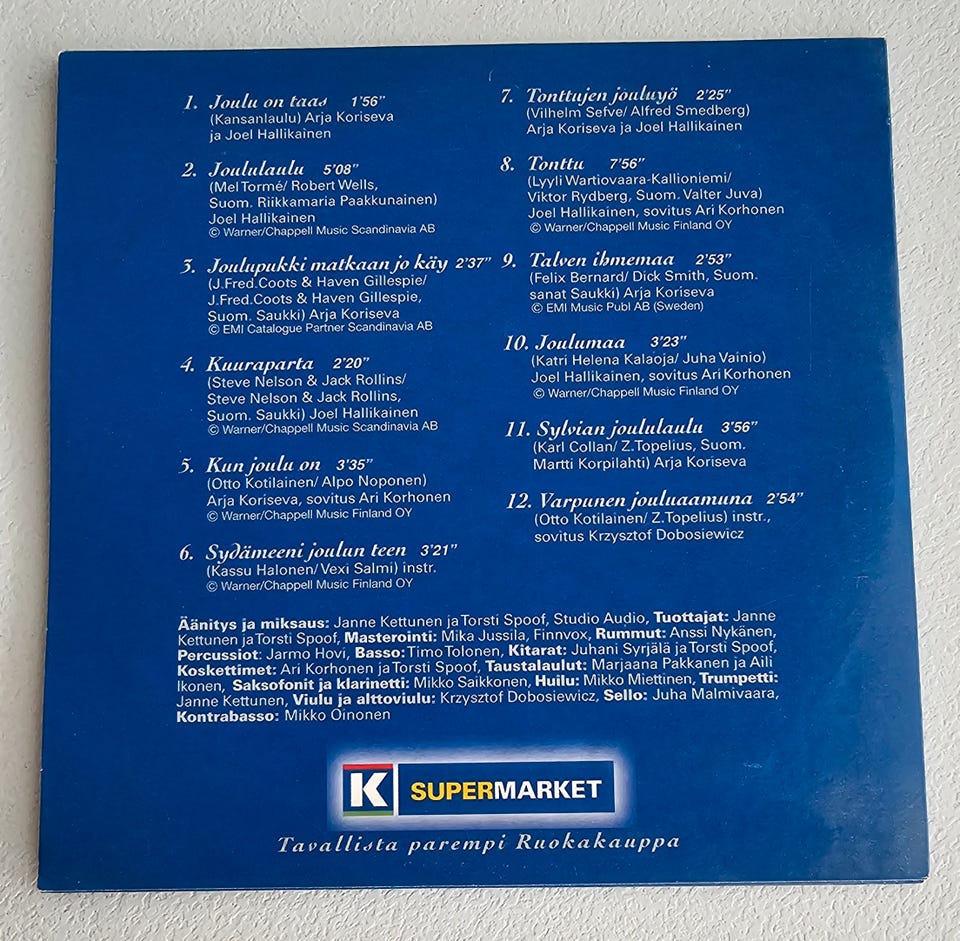 1. Joulu on taas 1'56"
(Kansanlaulu) Arja Koriseva
ja Joel Hallikainen
2. Joululaulu 5'08"
(Mel Tormé/ Robert Wells,
Suom. Riikkamaria Paakkunainen)
Joel Hallikainen
© Warner/Chappell Music Scandinavia AB
3. Joulupukki matkaan jo käy 2'37"
(J.Fred.Coots & Haven Gillespie/
J.Fred.Coots & Haven Gillespie,
Suom. Saukki) Arja Koriseva
© EMI Catalogue Partner Scandinavia AB
4. Kuuraparta 2'20"
(Steve Nelson & Jack Rollins/
Steve Nelson & Jack Rollins,
Suom. Saukki) Joel Hallikainen
© Warner/Chappell Music Scandinavia AB
5. Kun joulu on 3'35"
(Otto Kotilainen/ Alpo Noponen)
Arja Koriseva, sovitus Ari Korhonen
© Warner/Chappell Music Finland OY
6. Sydämeeni joulun teen 3'21"
(Kassu Halonen/ Vexi Salmi) instr.
© Warner/Chappell Music Finland OY
7. Tonttujen jouluyö 2'25"
(Vilhelm Sefve/ Alfred Smedberg)
Arja Koriseva ja Joel Hallikainen
8. Tonttu 7'56"
(Lyyli Wartiovaara-Kallioniemi/
Viktor Rydberg, Suom. Valter Juva)
Joel Hallikainen, sovitus Ari Korhonen
© Warner/Chappell Music Finland OY
9. Talven ihmemaa 2'53"
(Felix Bernard/ Dick Smith, Suom.
sanat Saukki) Arja Koriseva
© EMI Music Publ AB (Sweden)
10. Joulumaa 3'23"
(Katri Helena Kalaoja/ Juha Vainio)
Joel Hallikainen, sovitus Ari Korhonen
© Warner/Chappell Music Finland OY
11. Sylvian joululaulu 3'56"
(Karl Collan/ Z.Topelius, Suom.
Martti Korpilahti) Arja Koriseva
12. Varpunen jouluaamuna 2'54"
(Otto Kotilainen/ Z.Topelius) instr.,
sovitus Krzysztof Dobosiewicz
Äänitys ja miksaus: Janne Kettunen ja Torsti Spoof, Studio Audio, Tuottajat: Janne
Kettunen ja Torsti Spoof, Masterointi: Mika Jussila, Finnvox, Rummut: Anssi Nykänen,
Percussiot: Jarmo Hovi, Basso: Timo Tolonen, Kitarat: Juhani Syrjälä ja Torsti Spoof,
Koskettimet: Ari Korhonen ja Torsti Spoof, Taustalaulut: Marjaana Pakkanen ja Aili
Ikonen, Saksofonit ja klarinetti: Mikko Saikkonen, Huilu: Mikko Miettinen, Trumpetti:
Janne Kettunen, Viulu ja alttoviulu: Krzysztof Dobosiewicz, Sello: Juha Malmivaara,
Kontrabasso: Mikko Oinonen
K SUPERMARKET
Tavallista parempi Ruokakauppa